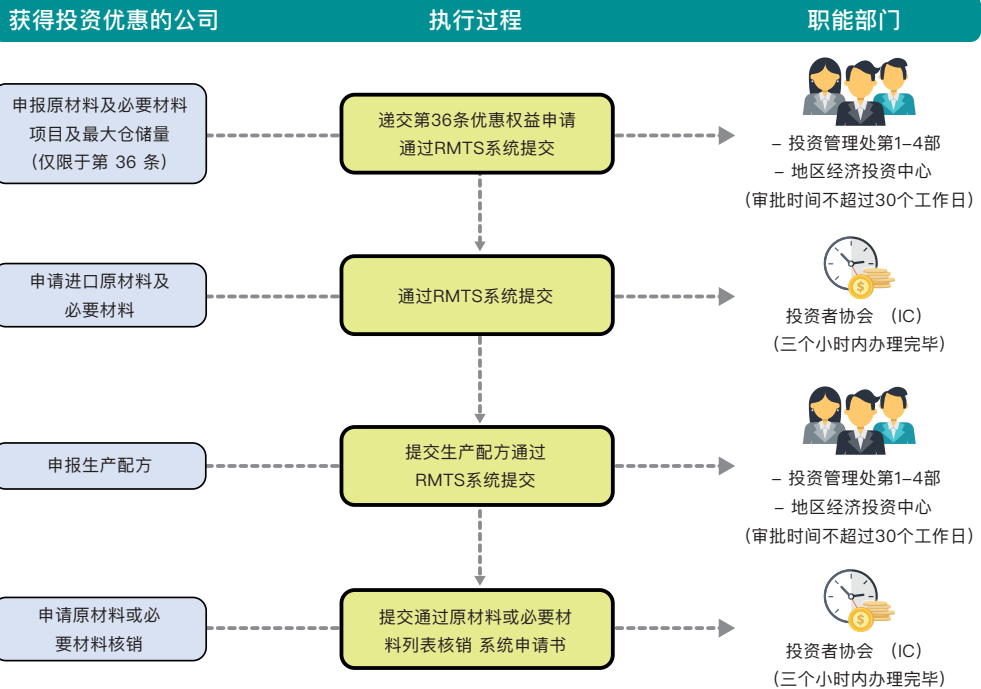 获得投资优惠的公司
执行过程
职能部门
申报原材料及必要材料
项目及最大仓储量
（仅限于第 36 条）
递交第36条优惠权益申请
通过RMTS系统提交
– 投资管理处第1–4部
– 地区经济投资中心
（审批时间不超过30个工作日）
申请进口原材料及
必要材料
通过RMTS系统提交
投资者协会 （IC）
（三个小时内办理完毕）
申报生产配方
提交生产配方通过
RMTS系统提交
– 投资管理处第1–4部
– 地区经济投资中心
（审批时间不超过30个工作日）
申请原材料或必
要材料核销
提交通过原材料或必要材
料列表核销 系统申请书
投资者协会 （IC）
（三个小时内办理完毕）